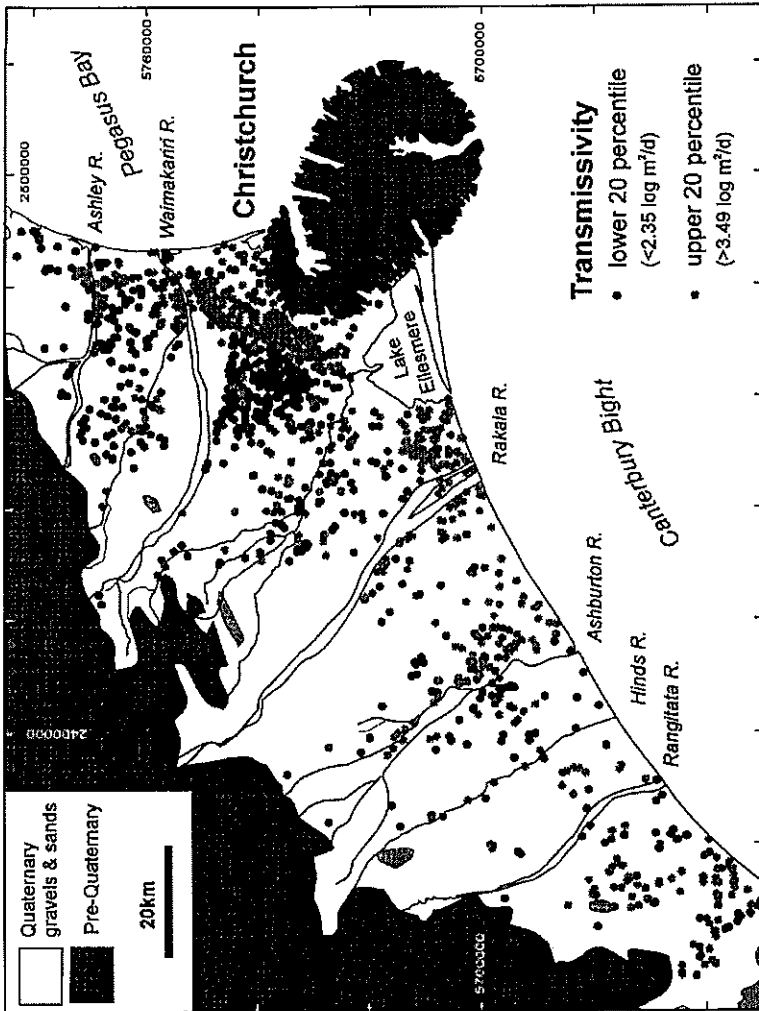 Quaternary
gravels & sands
Pre-Quaternary
20km
2400000
2500000
5760000
Pegasus Bay
Ashley R.
Waimakariri R.
Christchurch
Lake
Ellesmere
5700000
Rakaia R.
Canterbury Bight
Ashburton R.
Hinds R.
Rangitata R.
5700000
Transmissivity
lower 20 percentile
(<2.35 log m²/d)
upper 20 percentile
(>3.49 log m²/d)